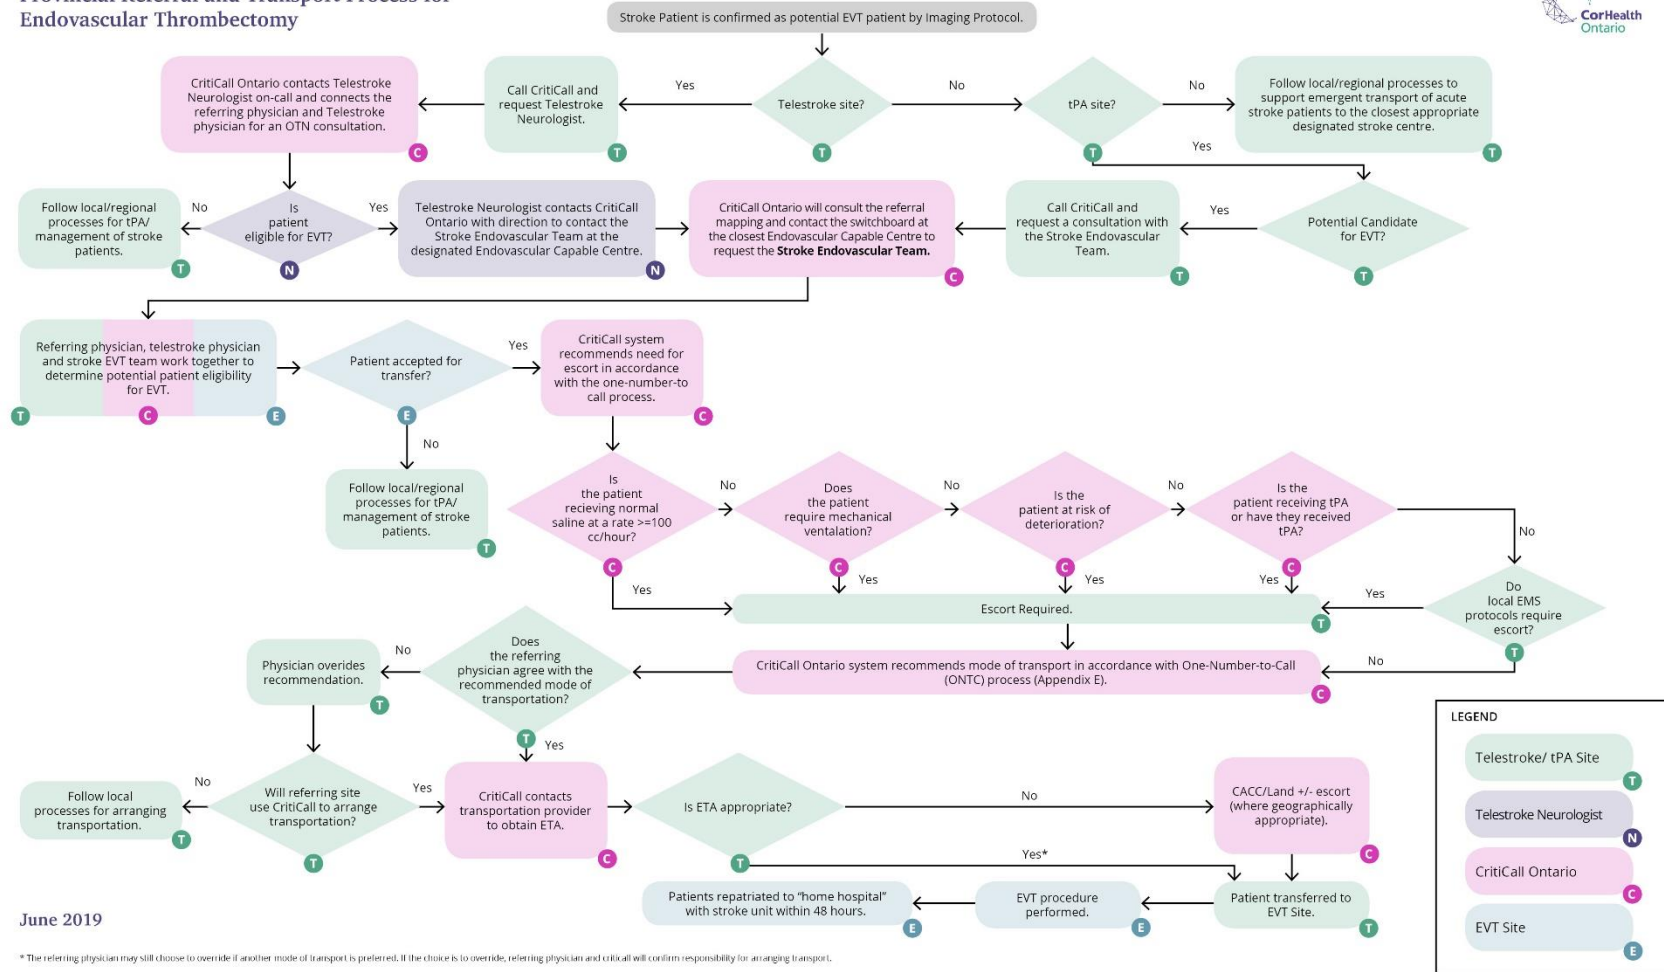 Provincial Referral and Transport Process for
Endovascular Thrombectomy
CorHealth
Ontario
Stroke Patient is confirmed as potential EVT patient by Imaging Protocol.
CritiCall Ontario contacts Telestroke
Neurologist on-call and connects the
referring physician and Telestroke
physician for an OTN consultation.
C
Call CritiCall and
request Telestroke
Neurologist.
T
Yes
Telestroke site?
T
No
tPA site?
T
No
Follow local/regional processes to
support emergent transport of acute
stroke patients to the closest appropriate
designated stroke centre.
T
Yes
Follow local/regional
processes for tPA/
management of stroke
patients.
T
No
Is
patient
eligible for EVT?
N
Yes
Telestroke Neurologist contacts CritiCall
Ontario with direction to contact the
Stroke Endovascular Team at the
designated Endovascular Capable Centre.
N
CritiCall Ontario will consult the referral
mapping and contact the switchboard at
the closest Endovascular Capable Centre to
request the Stroke Endovascular Team.
C
Call CritiCall and
request a consultation with
the Stroke Endovascular
Team.
T
Yes
Potential Candidate
for EVT?
T
Referring physician, telestroke physician
and stroke EVT team work together to
determine potential patient eligibility
for EVT.
T
C
E
Patient accepted for
transfer?
E
Yes
CritiCall system
recommends need for
escort in accordance
with the one-number-to
call process.
C
No
Follow local/regional
processes for tPA/
management of stroke
patients.
T
Is
the patient
recieving normal
saline at a rate >=100
cc/hour?
C
No
Does
the patient
require mechanical
ventalation?
C
No
Is the
patient at risk of
deterioration?
C
No
Is the
patient receiving tPA
or have they received
tPA?
C
No
Yes
Yes
Yes
Yes
Escort Required.
T
Yes
Do
local EMS
protocols require
escort?
T
No
CritiCall Ontario system recommends mode of transport in accordance with One-Number-to-Call
(ONTC) process (Appendix E).
C
Does
the referring
physician agree with the
recommended mode of
transportation?
T
No
Physician overides
recommendation.
T
Yes
Follow local
processes for arranging
transportation.
T
No
Will referring site
use CritiCall to arrange
transportation?
T
Yes
CritiCall contacts
transportation provider
to obtain ETA.
C
Is ETA appropriate?
T
No
CACC/Land +/- escort
(where geographically
appropriate).
C
Yes*
Patient transferred to
EVT Site.
T
EVT procedure
performed.
E
Patients repatriated to "home hospital"
with stroke unit within 48 hours.
E
LEGEND
Telestroke/ tPA Site
T
Telestroke Neurologist
N
CritiCall Ontario
C
EVT Site
E
June 2019
* The referring physician may still choose to override if another mode of transport is preferred. If the choice is to override, referring physician and criticall will confirm responsibility for arranging transport.